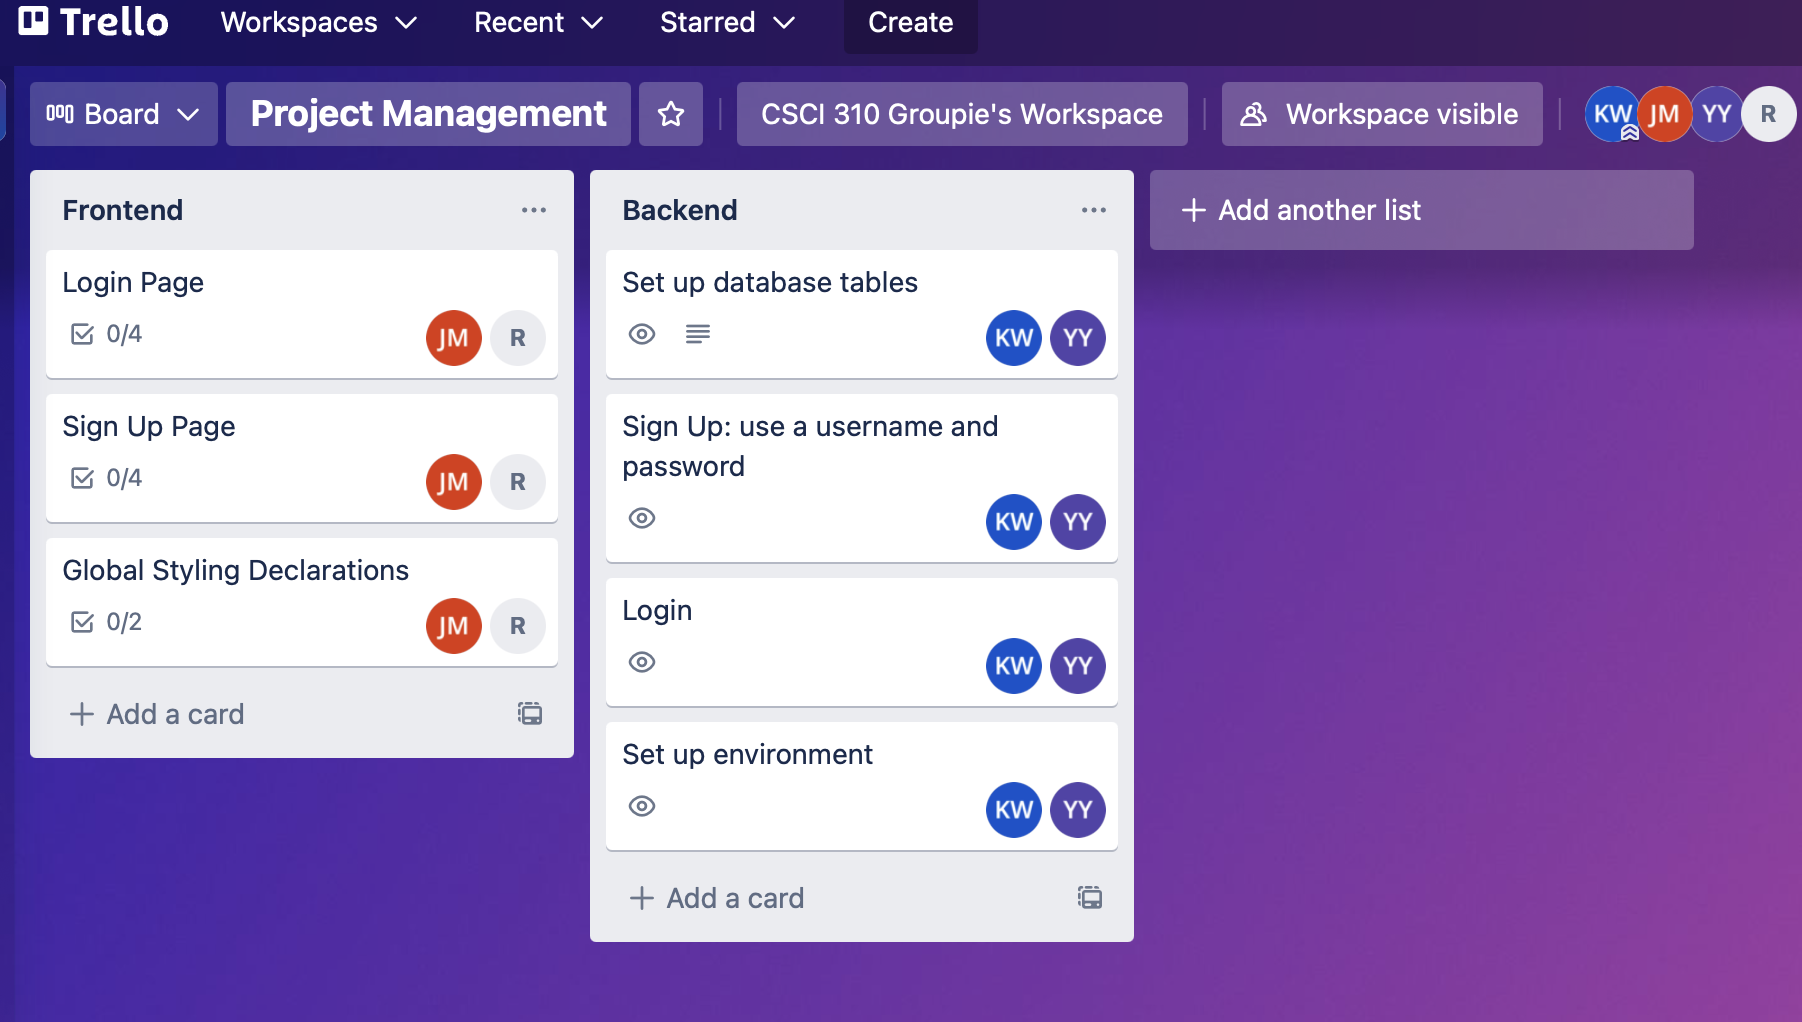 Trello
Workspaces
Recent
Starred
Create
Board
Project Management
CSCI 310 Groupie's Workspace
Workspace visible
KW
JM
YY
R
Frontend
Login Page
0/4
JM
R
Sign Up Page
0/4
JM
R
Global Styling Declarations
0/2
JM
R
Add a card
Backend
Set up database tables
KW
YY
Sign Up: use a username and
password
KW
YY
Login
KW
YY
Set up environment
KW
YY
Add a card
Add another list